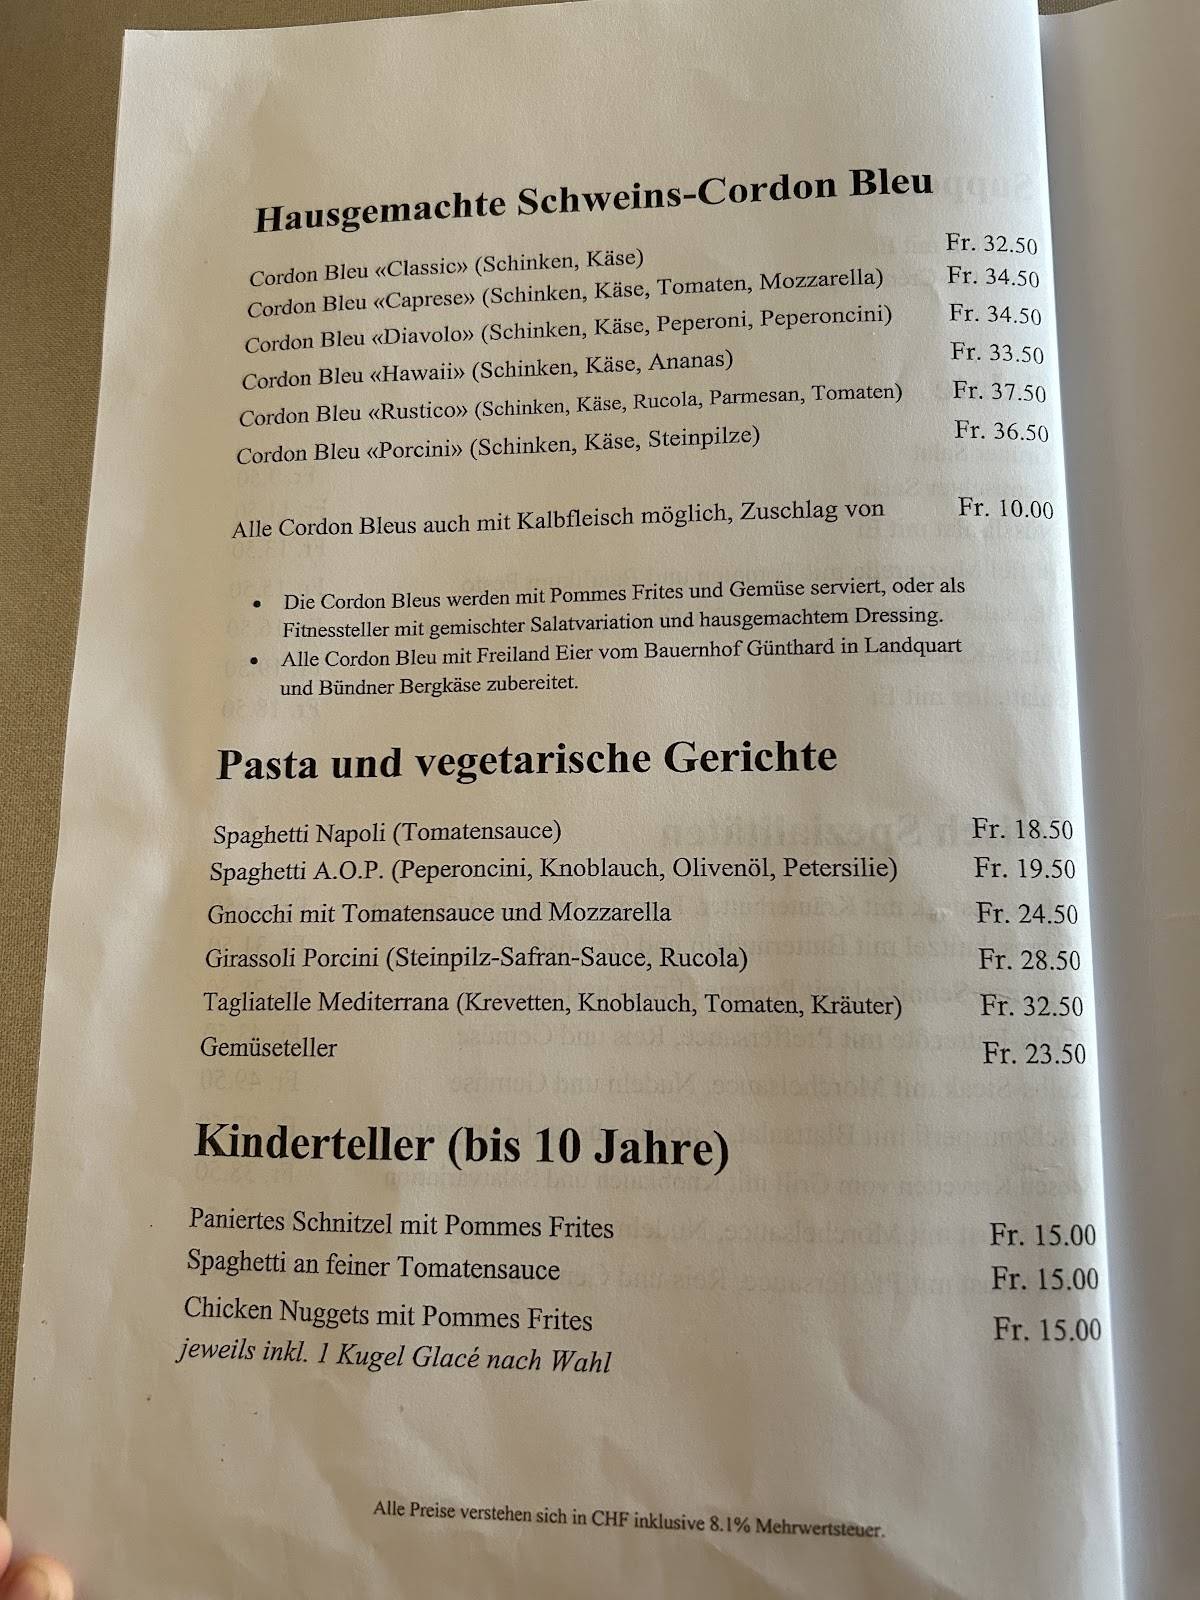 Hausgemachte Schweins-Cordon Bleu
Cordon Bleu «Classic» (Schinken, Käse) Fr. 32.50
Cordon Bleu «Caprese» (Schinken, Käse, Tomaten, Mozzarella) Fr. 34.50
Cordon Bleu «Diavolo» (Schinken, Käse, Peperoni, Peperoncini) Fr. 34.50
Cordon Bleu «Hawaii» (Schinken, Käse, Ananas) Fr. 33.50
Cordon Bleu «Rustico» (Schinken, Käse, Rucola, Parmesan, Tomaten) Fr. 37.50
Cordon Bleu «Porcini» (Schinken, Käse, Steinpilze) Fr. 36.50
Alle Cordon Bleus auch mit Kalbfleisch möglich, Zuschlag von Fr. 10.00
• Die Cordon Bleus werden mit Pommes Frites und Gemüse serviert, oder als
Fitnessteller mit gemischter Salatvariation und hausgemachtem Dressing.
• Alle Cordon Bleu mit Freiland Eier vom Bauernhof Günthard in Landquart
und Bündner Bergkäse zubereitet.
Pasta und vegetarische Gerichte
Spaghetti Napoli (Tomatensauce) Fr. 18.50
Spaghetti A.O.P. (Peperoncini, Knoblauch, Olivenöl, Petersilie) Fr. 19.50
Gnocchi mit Tomatensauce und Mozzarella Fr. 24.50
Girassoli Porcini (Steinpilz-Safran-Sauce, Rucola) Fr. 28.50
Tagliatelle Mediterrana (Krevetten, Knoblauch, Tomaten, Kräuter) Fr. 32.50
Gemüseteller Fr. 23.50
Kinderteller (bis 10 Jahre)
Paniertes Schnitzel mit Pommes Frites Fr. 15.00
Spaghetti an feiner Tomatensauce Fr. 15.00
Chicken Nuggets mit Pommes Frites Fr. 15.00
jeweils inkl. 1 Kugel Glacé nach Wahl
Alle Preise verstehen sich in CHF inklusive 8.1% Mehrwertsteuer.